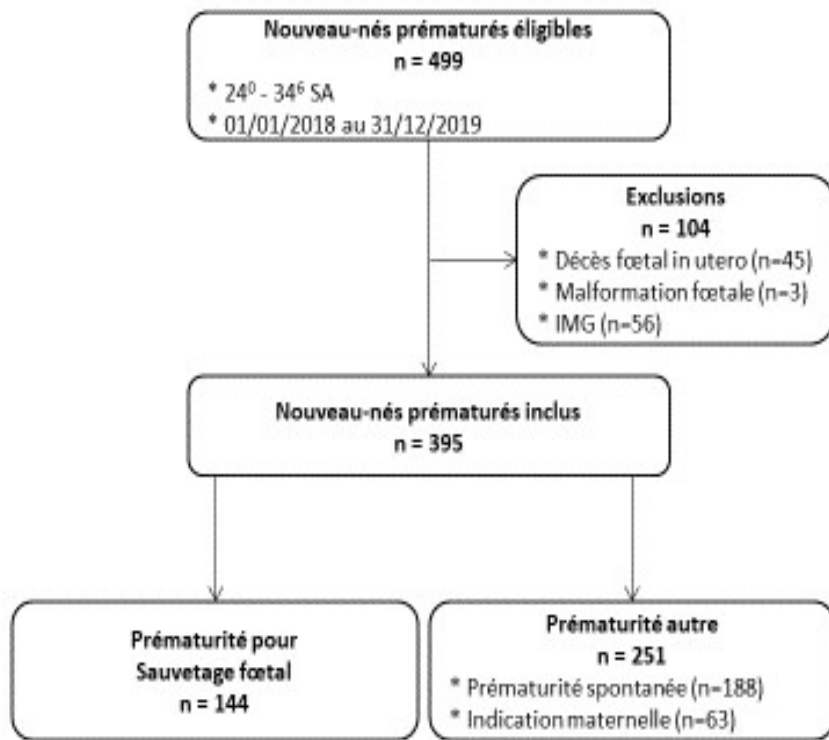 Nouveau-nés prématurés éligibles
n = 499
* 24⁰ - 34⁶ SA
* 01/01/2018 au 31/12/2019
Exclusions
n = 104
* Décès fœtal in utero (n=45)
* Malformation fœtale (n=3)
* IMG (n=56)
Nouveau-nés prématurés inclus
n = 395
Prématurité pour
Sauvetage fœtal
n = 144
Prématurité autre
n = 251
* Prématurité spontanée (n=188)
* Indication maternelle (n=63)